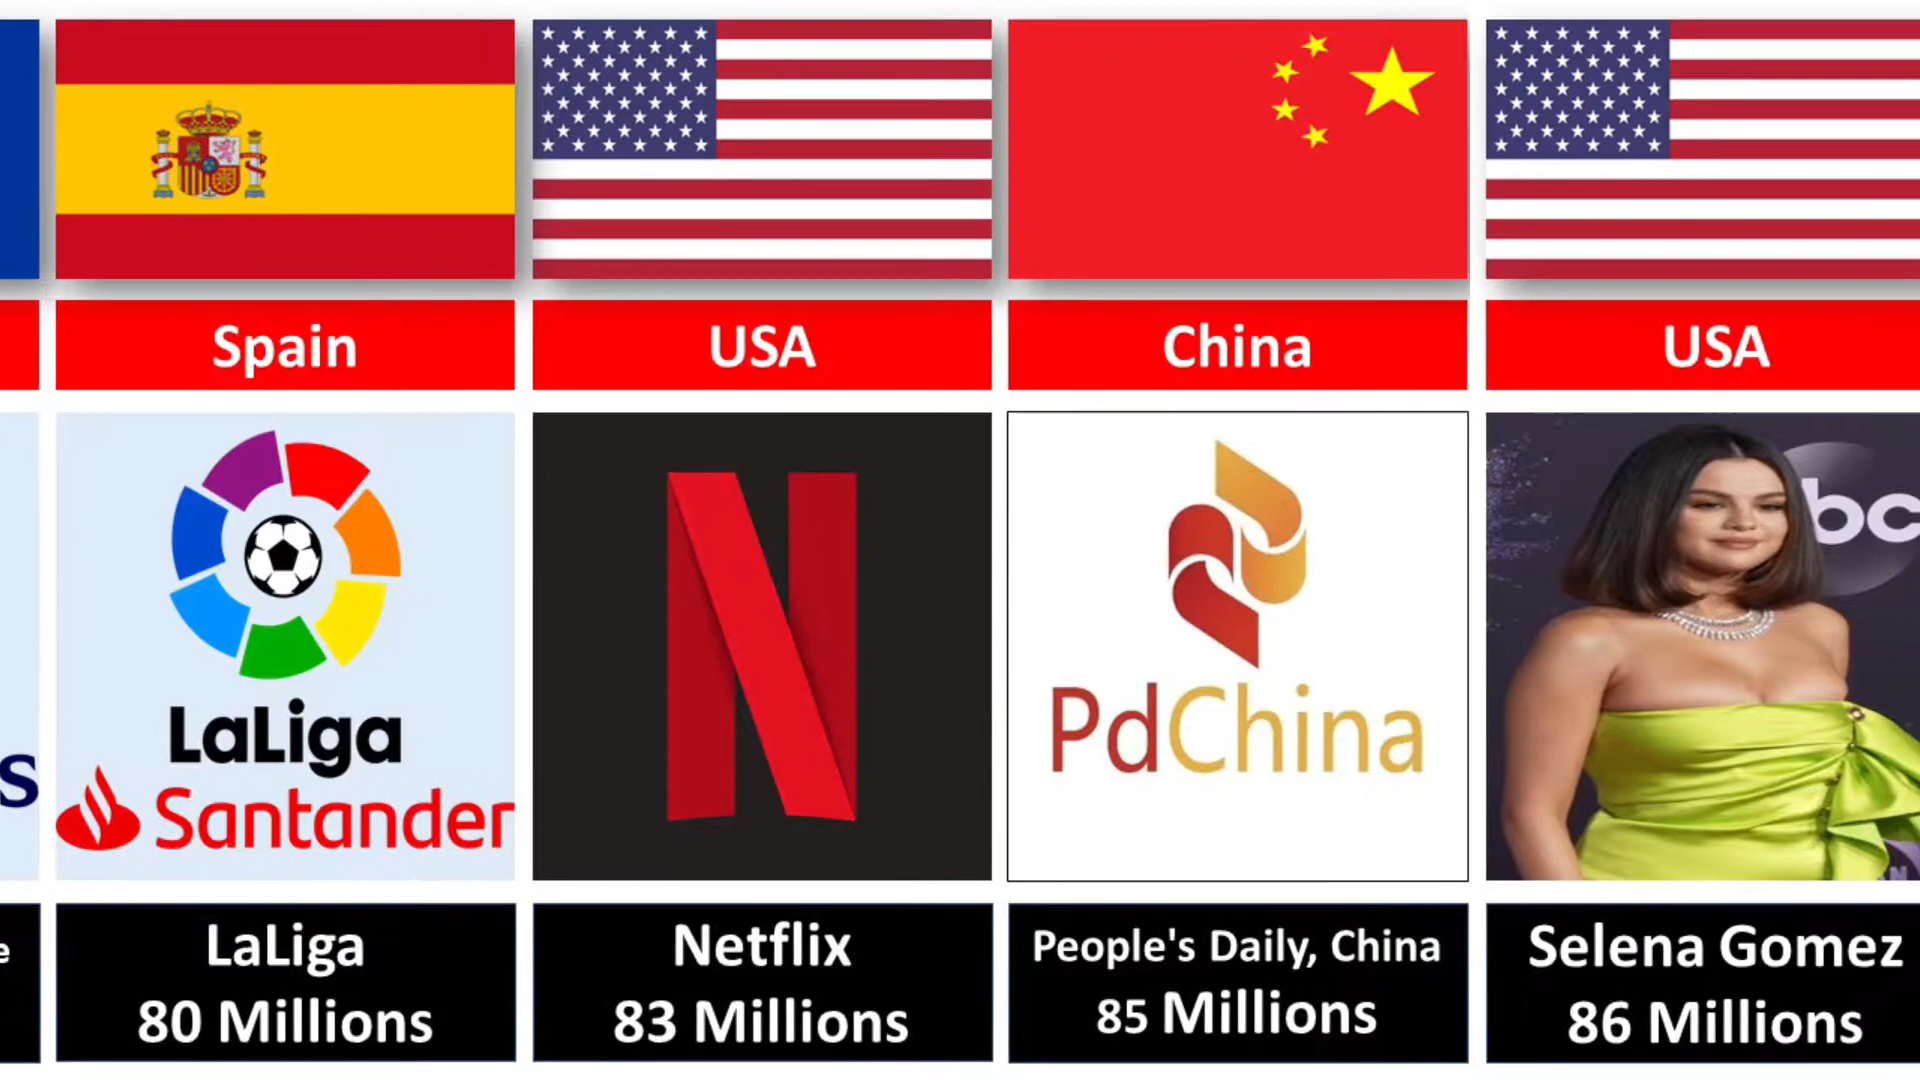 Spain
USA
China
USA
LaLiga
Santander
PdChina
bc
s
e
LaLiga
80 Millions
Netflix
83 Millions
People's Daily, China
85 Millions
Selena Gomez
86 Millions